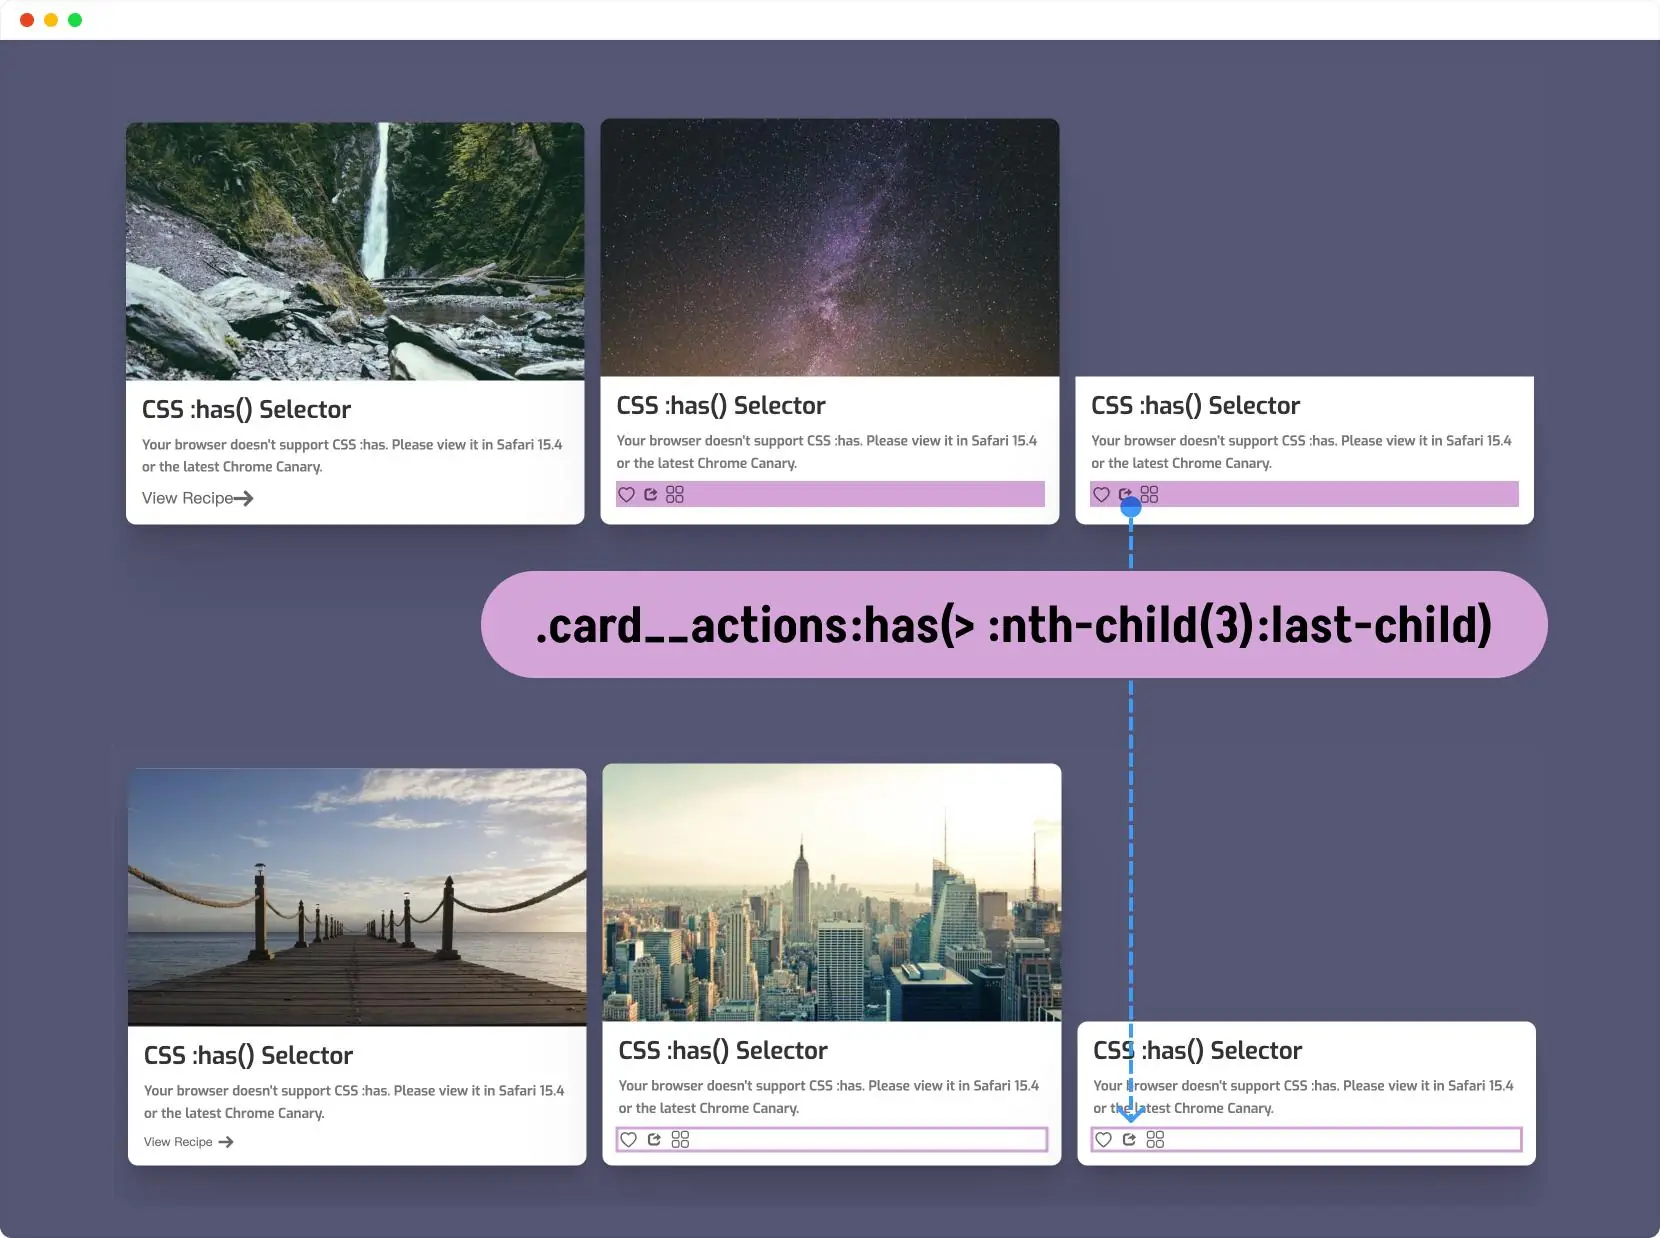 CSS :has() Selector
Your browser doesn't support CSS :has. Please view it in Safari 15.4
or the latest Chrome Canary.
View Recipe
CSS :has() Selector
Your browser doesn't support CSS :has. Please view it in Safari 15.4
or the latest Chrome Canary.
CSS :has() Selector
Your browser doesn't support CSS :has. Please view it in Safari 15.4
or the latest Chrome Canary.
.card__actions:has(> :nth-child(3):last-child)
CSS :has() Selector
Your browser doesn't support CSS :has. Please view it in Safari 15.4
or the latest Chrome Canary.
View Recipe
CSS :has() Selector
Your browser doesn't support CSS :has. Please view it in Safari 15.4
or the latest Chrome Canary.
CSS :has() Selector
Your browser doesn't support CSS :has. Please view it in Safari 15.4
or the latest Chrome Canary.